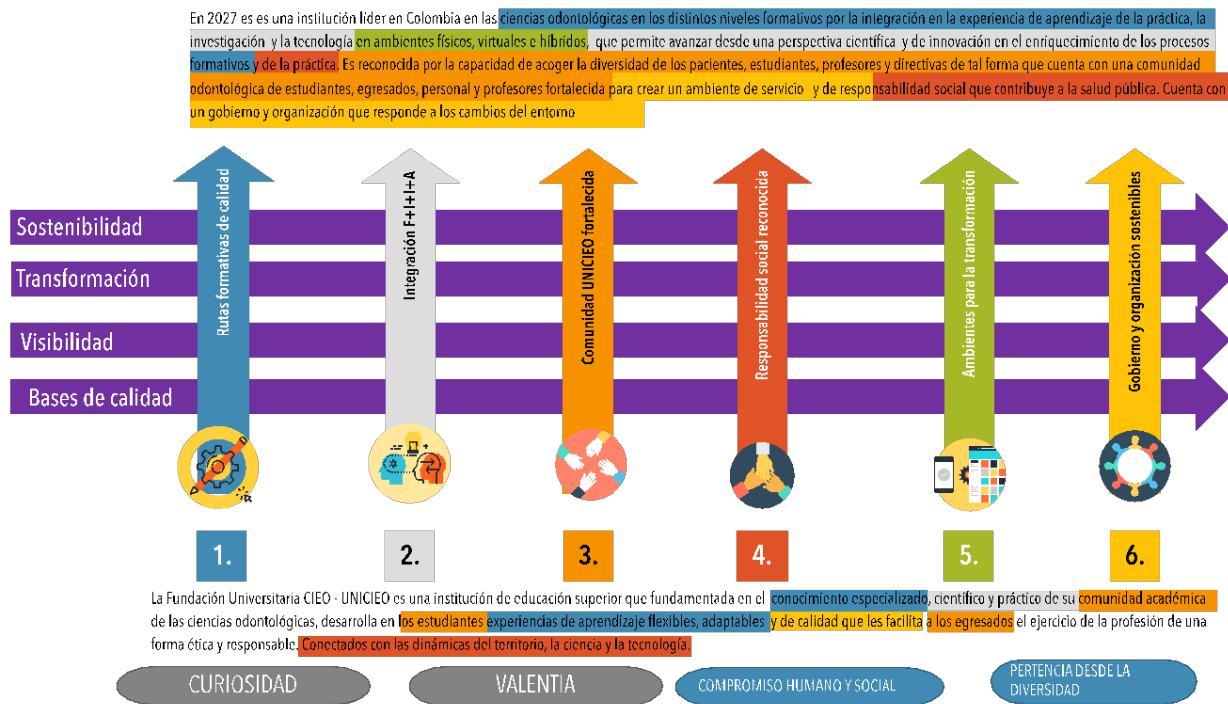 En 2027 es es una institución líder en Colombia en las ciencias odontológicas en los distintos niveles formativos por la integración en la experiencia de aprendizaje de la práctica, la
investigación y la tecnología en ambientes físicos, virtuales e híbridos, que permite avanzar desde una perspectiva científica y de innovación en el enriquecimiento de los procesos
formativos y de la práctica. Es reconocida por la capacidad de acoger la diversidad de los pacientes, estudiantes, profesores y directivas de tal forma que cuenta con una comunidad
odontológica de estudiantes, egresados, personal y profesores fortalecida para crear un ambiente de servicio y de responsabilidad social que contribuye a la salud pública. Cuenta con
un gobierno y organización que responde a los cambios del entorno
Rutas formativas de calidad
Integración F+I+I+A
Comunidad UNICIEO fortalecida
Responsabilidad social reconocida
Ambientes para la transformación
Gobierno y organización sostenibles
Sostenibilidad
Transformación
Visibilidad
Bases de calidad
1.
2.
3.
4.
5.
6.
La Fundación Universitaria CIEO - UNICIEO es una institución de educación superior que fundamentada en el conocimiento especializado, científico y práctico de su comunidad académica
de las ciencias odontológicas, desarrolla en los estudiantes experiencias de aprendizaje flexibles, adaptables y de calidad que les facilita a los egresados el ejercicio de la profesión de una
forma ética y responsable. Conectados con las dinámicas del territorio, la ciencia y la tecnología.
CURIOSIDAD
VALENTIA
COMPROMISO HUMANO Y SOCIAL
PERTENCIA DESDE LA
DIVERSIDAD